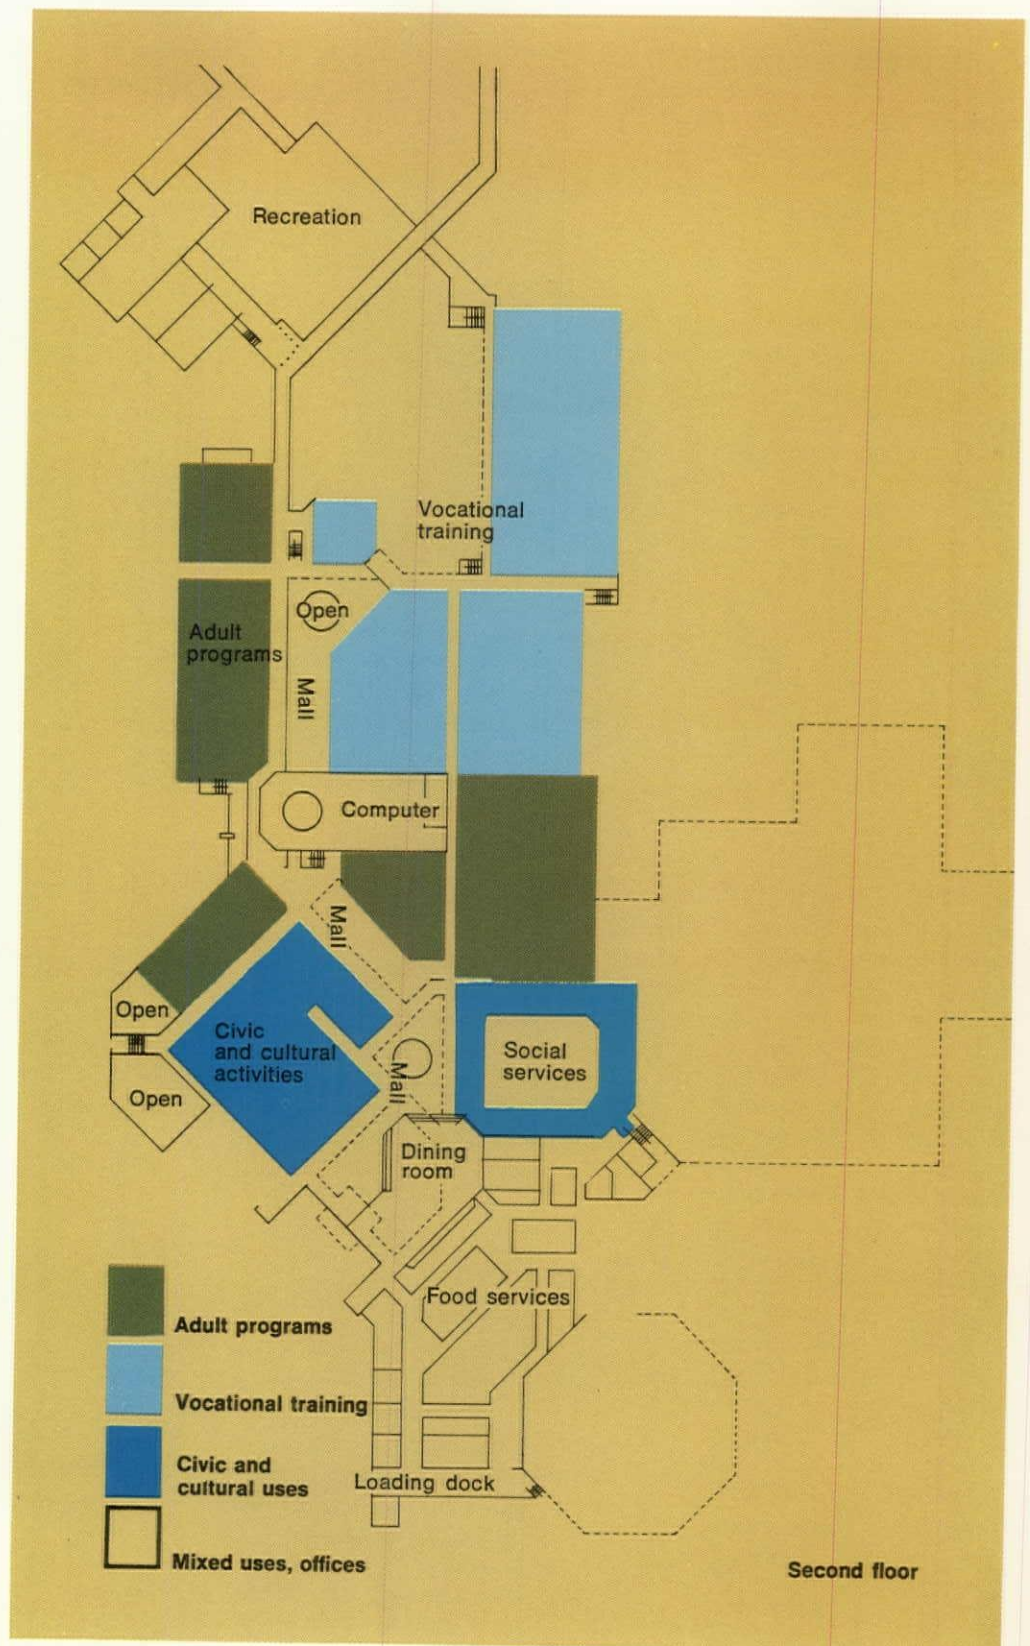 Recreation
Vocational
training
Open
Adult
programs
Mall
Computer
Mall
Open
Civic
and cultural
activities
Social
services
Mall
Open
Dining
room
Food services
Adult programs
Vocational training
Civic and
cultural uses
Loading dock
Mixed uses, offices
Second floor